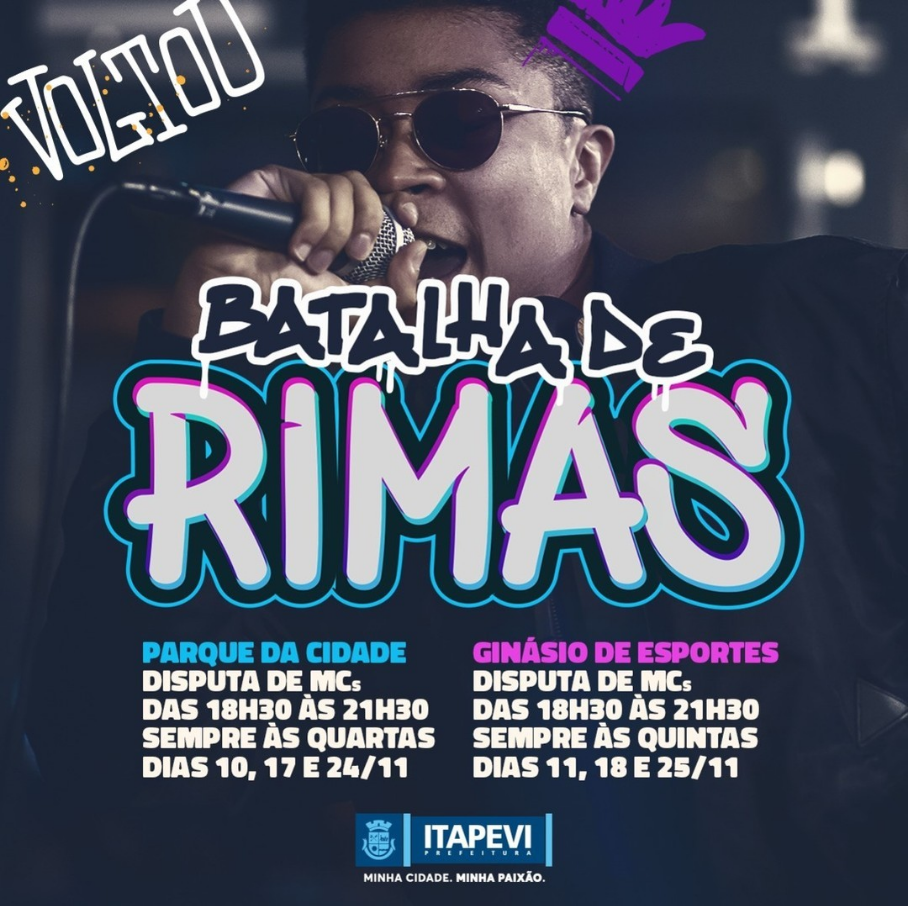 VOLTOU
BATALHA DE
RIMAS
PARQUE DA CIDADE
DISPUTA DE MCs
DAS 18H30 ÀS 21H30
SEMPRE ÀS QUARTAS
DIAS 10, 17 E 24/11
GINÁSIO DE ESPORTES
DISPUTA DE MCs
DAS 18H30 ÀS 21H30
SEMPRE ÀS QUINTAS
DIAS 11, 18 E 25/11
ITAPEVI
PREFEITURA
MINHA CIDADE. MINHA PAIXÃO.